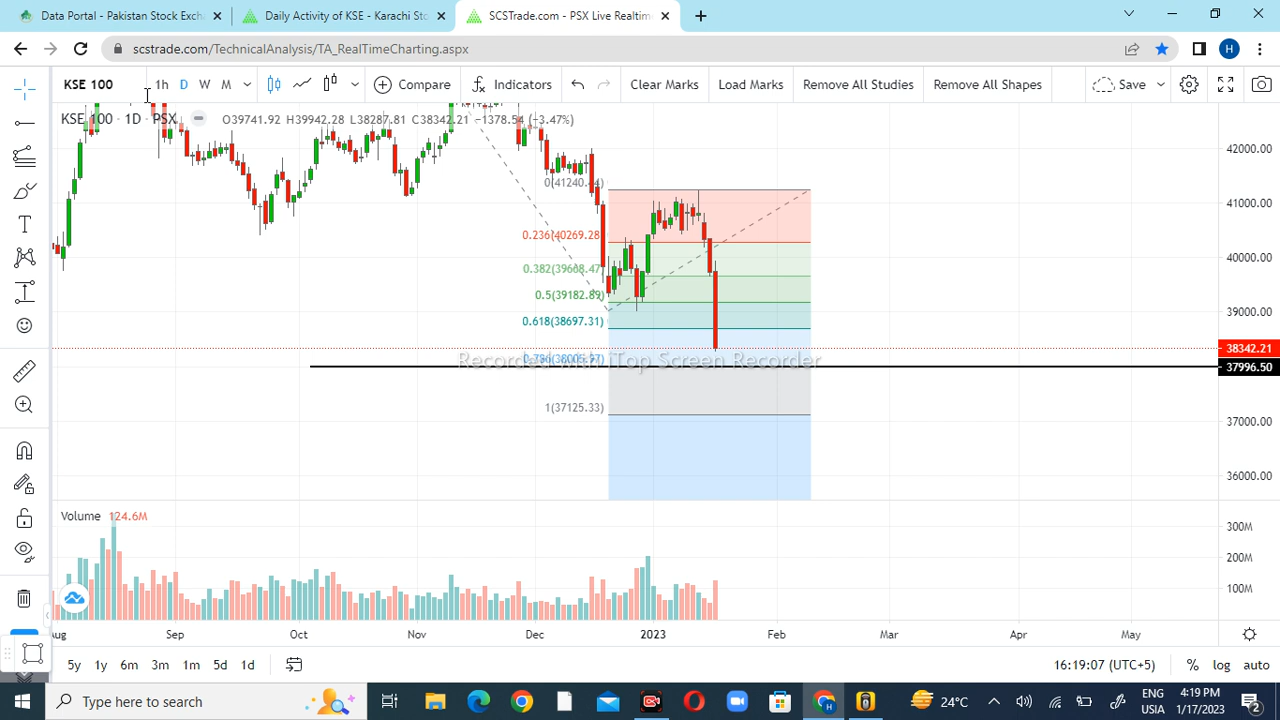 Data Portal - Pakistan Stock Exch
Daily Activity of KSE - Karachi Sto
SCSTrade.com - PSX Live Realtime
scstrade.com/TechnicalAnalysis/TA_RealTimeCharting.aspx
H
KSE 100
1h
D
W
M
Compare
Indicators
Clear Marks
Load Marks
Remove All Studies
Remove All Shapes
Save
KSE 100 · 1D · PSX
O39741.92 H39942.28 L38287.81 C38342.21 −1378.54 (−3.47%)
42000.00
0(41240.44)
41000.00
0.236(40269.28)
40000.00
0.382(39668.47)
0.5(39182.89)
39000.00
0.618(38697.31)
38342.21
Recorded with iTop Screen Recorder
37996.50
1(37125.33)
37000.00
36000.00
Volume 124.6M
300M
200M
100M
Aug
Sep
Oct
Nov
Dec
2023
Feb
Mar
Apr
May
5y
1y
6m
3m
1m
5d
1d
16:19:07 (UTC+5)
%
log
auto
Type here to search
24°C
ENG
USIA
4:19 PM
1/17/2023
2